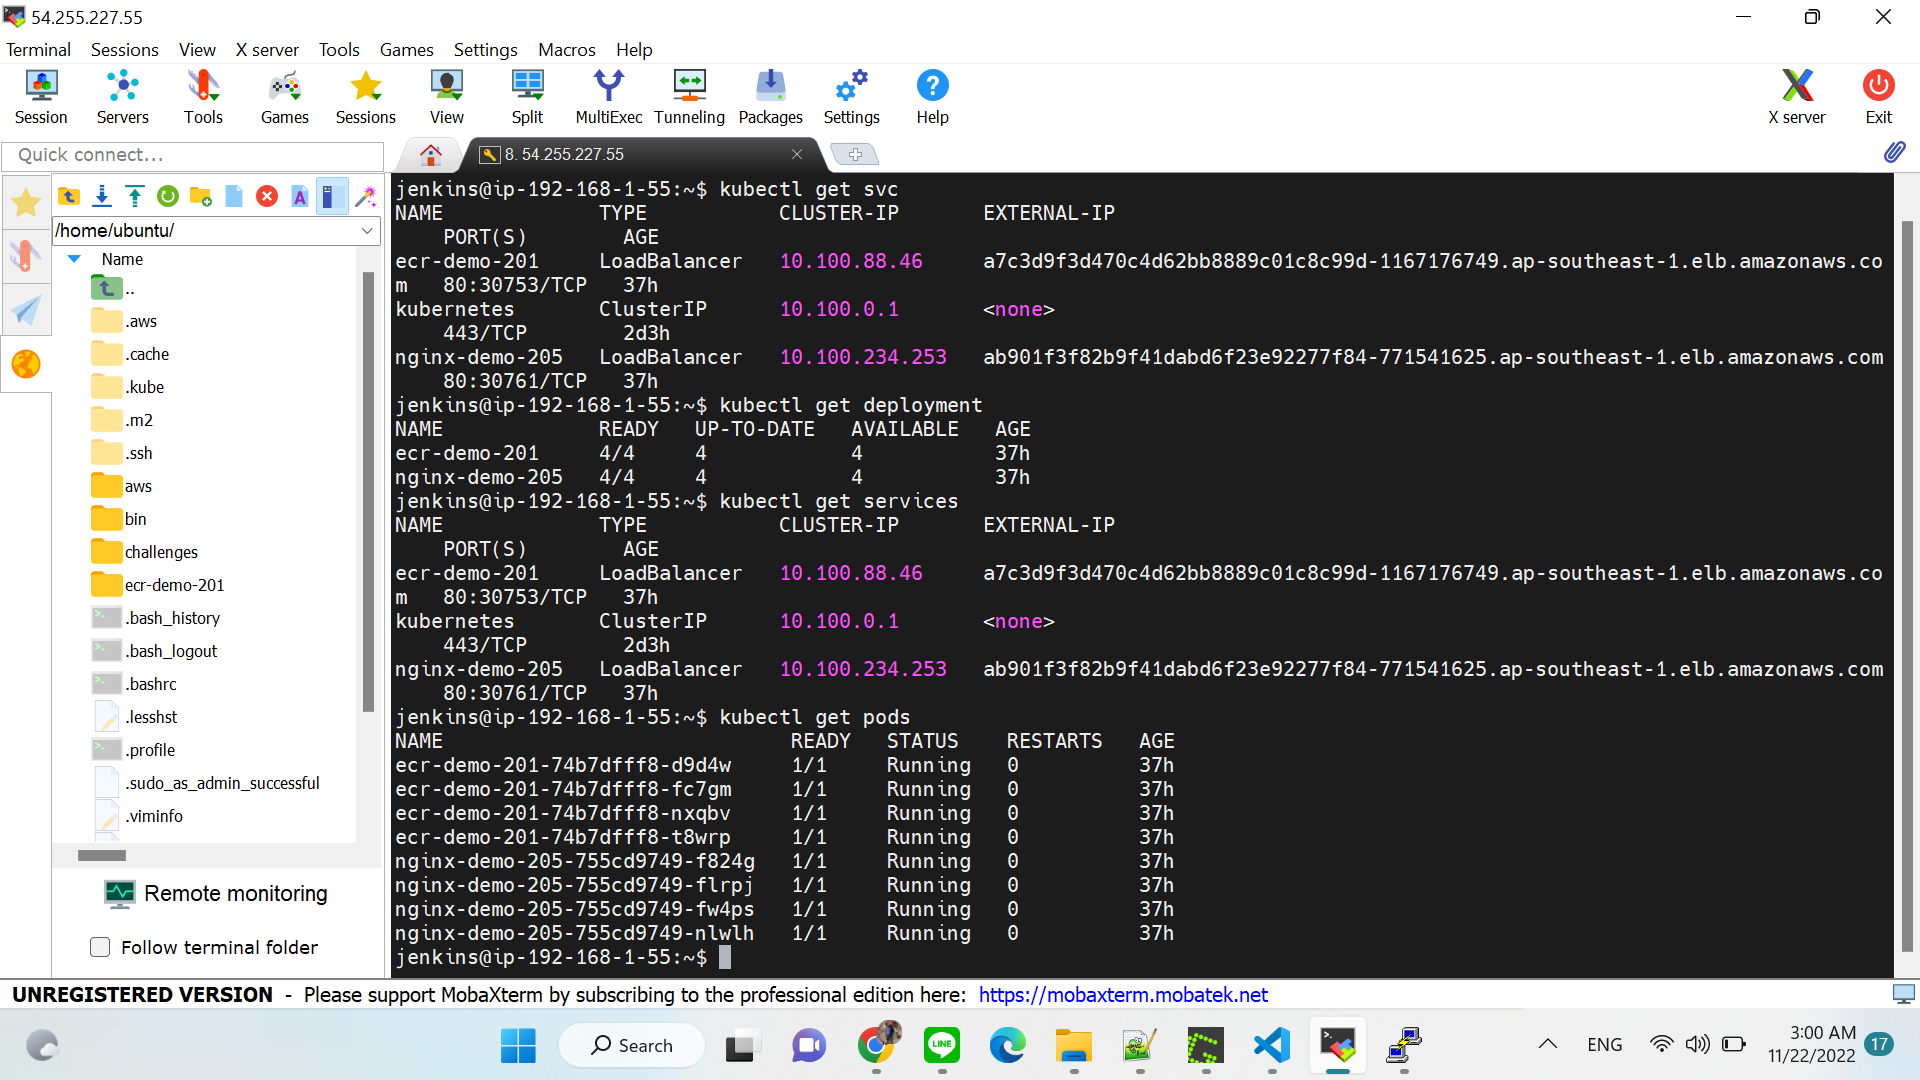 54.255.227.55
Terminal Sessions View X server Tools Games Settings Macros Help
Session Servers Tools Games Sessions View Split MultiExec Tunneling Packages Settings Help X server Exit
Quick connect...
8. 54.255.227.55
/home/ubuntu/
Name
..
.aws
.cache
.kube
.m2
.ssh
aws
bin
challenges
ecr-demo-201
.bash_history
.bash_logout
.bashrc
.lesshst
.profile
.sudo_as_admin_successful
.viminfo
Remote monitoring
Follow terminal folder
jenkins@ip-192-168-1-55:~$ kubectl get svc
NAME TYPE CLUSTER-IP EXTERNAL-IP
PORT(S) AGE
ecr-demo-201 LoadBalancer 10.100.88.46 a7c3d9f3d470c4d62bb8889c01c8c99d-1167176749.ap-southeast-1.elb.amazonaws.co
m 80:30753/TCP 37h
kubernetes ClusterIP 10.100.0.1 <none>
443/TCP 2d3h
nginx-demo-205 LoadBalancer 10.100.234.253 ab901f3f82b9f41dabd6f23e92277f84-771541625.ap-southeast-1.elb.amazonaws.com
80:30761/TCP 37h
jenkins@ip-192-168-1-55:~$ kubectl get deployment
NAME READY UP-TO-DATE AVAILABLE AGE
ecr-demo-201 4/4 4 4 37h
nginx-demo-205 4/4 4 4 37h
jenkins@ip-192-168-1-55:~$ kubectl get services
NAME TYPE CLUSTER-IP EXTERNAL-IP
PORT(S) AGE
ecr-demo-201 LoadBalancer 10.100.88.46 a7c3d9f3d470c4d62bb8889c01c8c99d-1167176749.ap-southeast-1.elb.amazonaws.co
m 80:30753/TCP 37h
kubernetes ClusterIP 10.100.0.1 <none>
443/TCP 2d3h
nginx-demo-205 LoadBalancer 10.100.234.253 ab901f3f82b9f41dabd6f23e92277f84-771541625.ap-southeast-1.elb.amazonaws.com
80:30761/TCP 37h
jenkins@ip-192-168-1-55:~$ kubectl get pods
NAME READY STATUS RESTARTS AGE
ecr-demo-201-74b7dfff8-d9d4w 1/1 Running 0 37h
ecr-demo-201-74b7dfff8-fc7gm 1/1 Running 0 37h
ecr-demo-201-74b7dfff8-nxqbv 1/1 Running 0 37h
ecr-demo-201-74b7dfff8-t8wrp 1/1 Running 0 37h
nginx-demo-205-755cd9749-f824g 1/1 Running 0 37h
nginx-demo-205-755cd9749-flrpj 1/1 Running 0 37h
nginx-demo-205-755cd9749-fw4ps 1/1 Running 0 37h
nginx-demo-205-755cd9749-nlwlh 1/1 Running 0 37h
jenkins@ip-192-168-1-55:~$
UNREGISTERED VERSION - Please support MobaXterm by subscribing to the professional edition here: https://mobaxterm.mobatek.net
Search
LINE
ENG
3:00 AM
11/22/2022
17